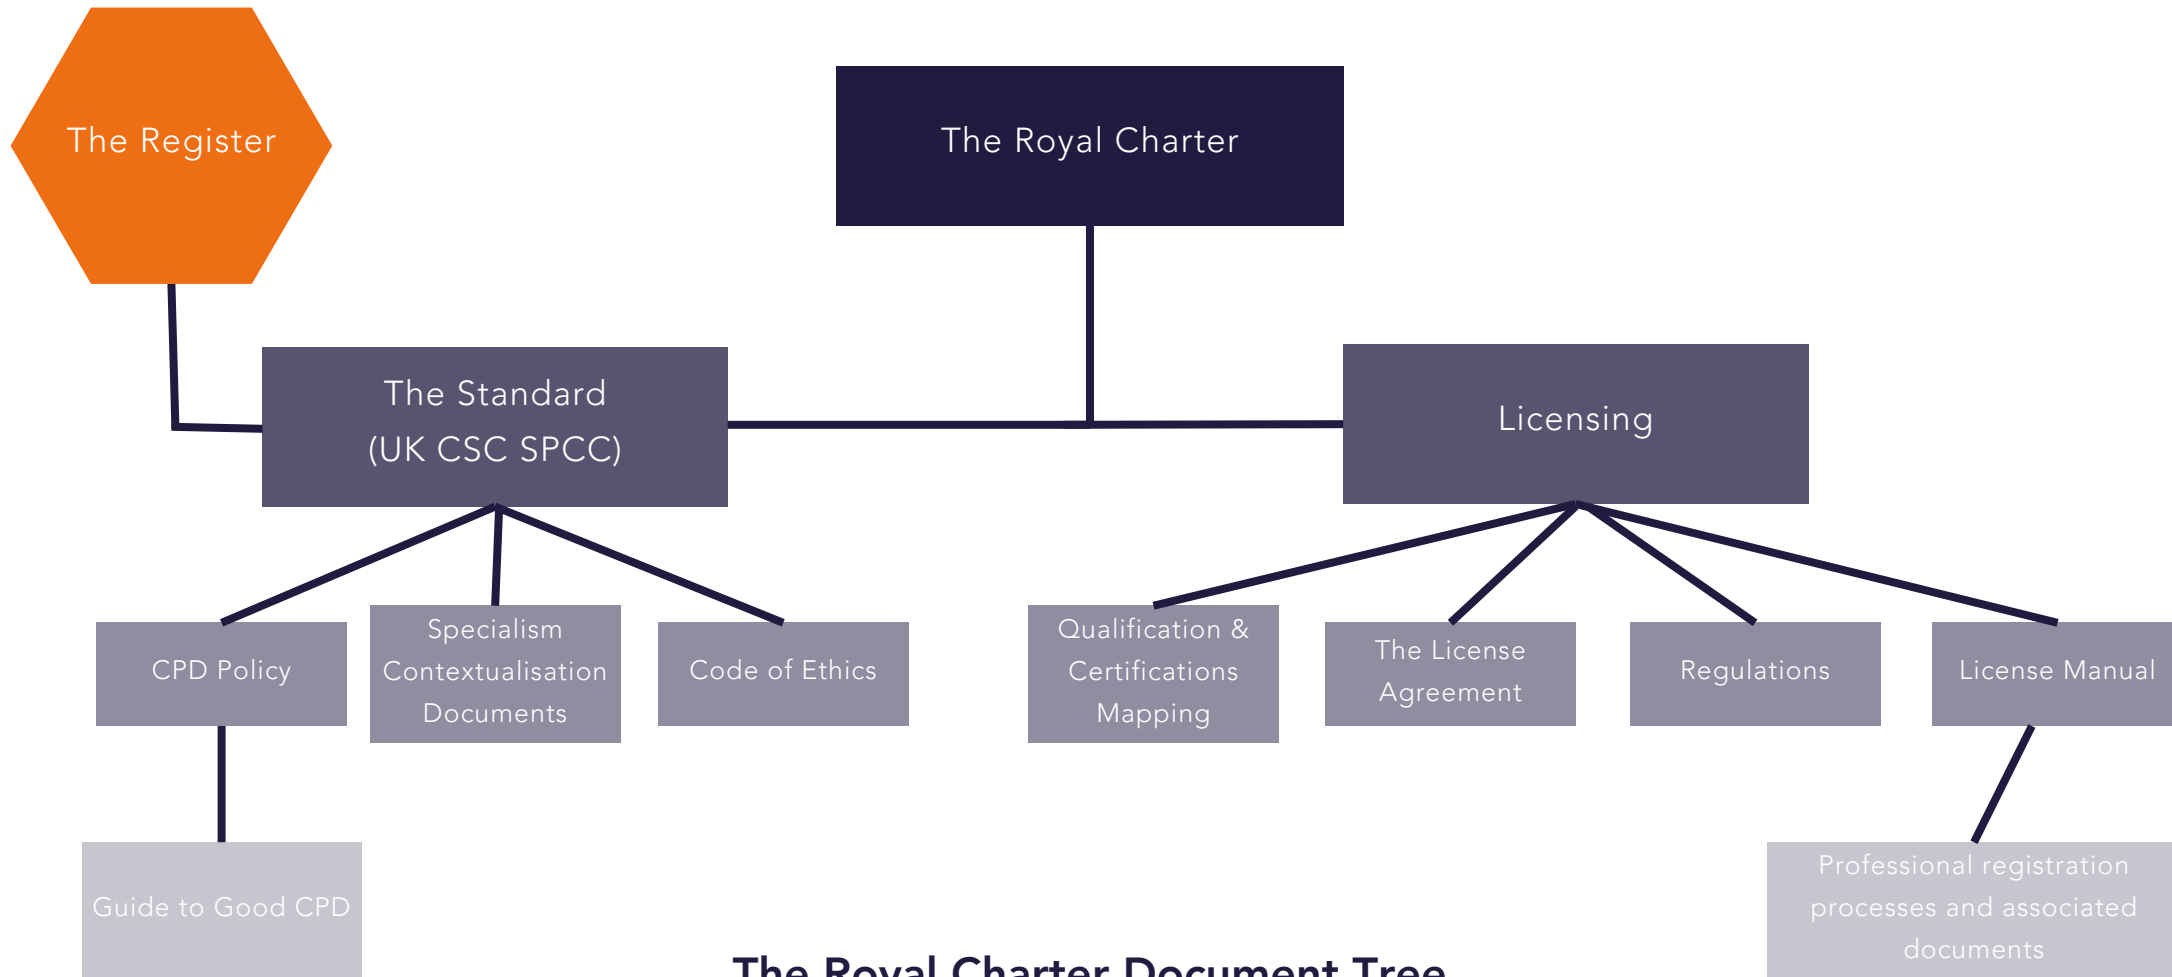 The Register
The Royal Charter
The Standard
(UK CSC SPCC)
Licensing
CPD Policy
Specialism
Contextualisation
Documents
Code of Ethics
Qualification &
Certifications
Mapping
The License
Agreement
Regulations
License Manual
Guide to Good CPD
Professional registration
processes and associated
documents
The Royal Charter Document Tree